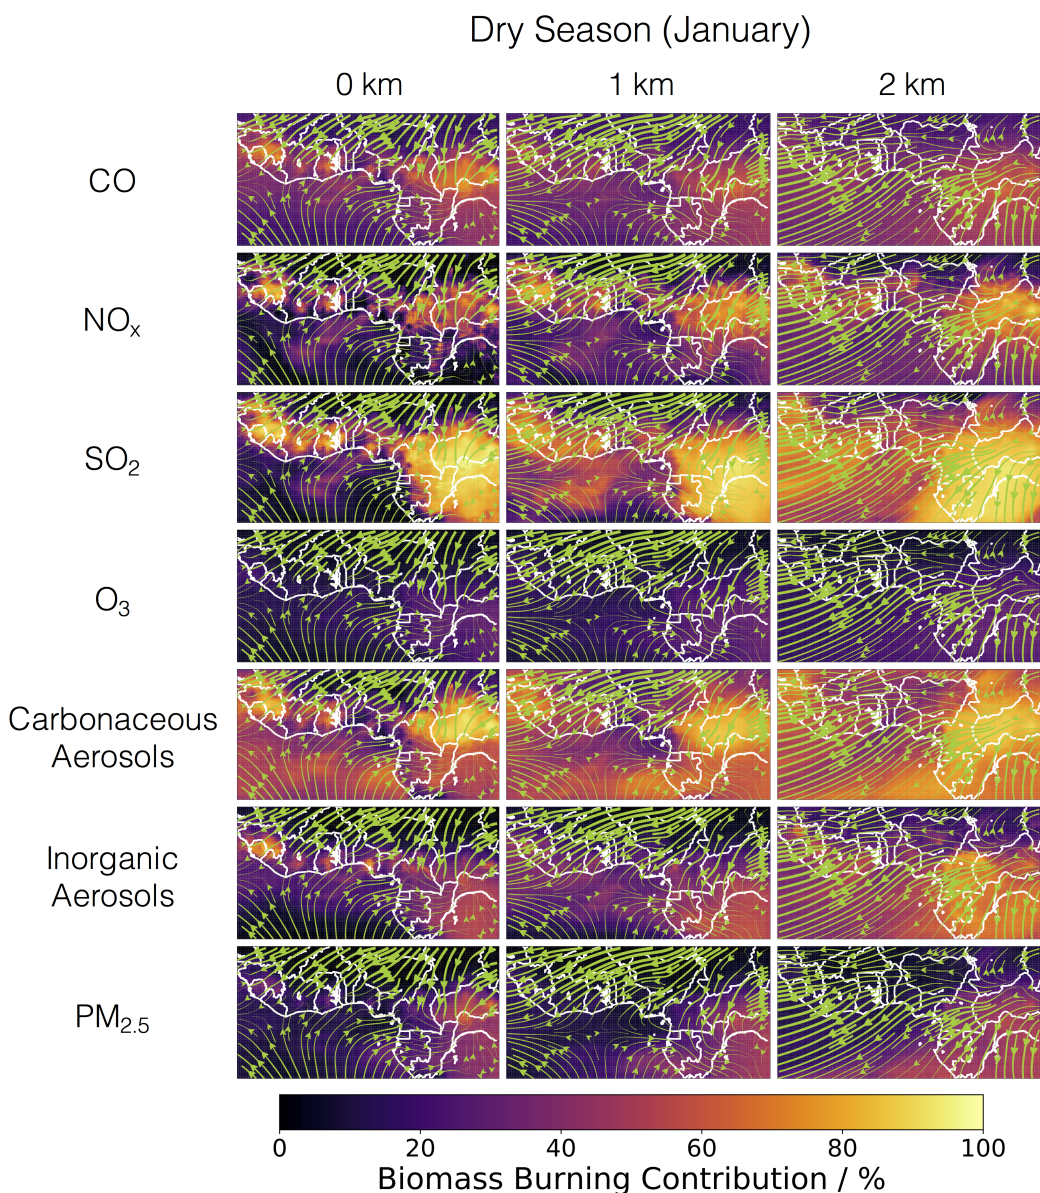 Dry Season (January)
0 km 1 km 2 km
CO
NOₓ
SO₂
O₃
Carbonaceous
Aerosols
Inorganic
Aerosols
PM₂.₅
0 20 40 60 80 100
Biomass Burning Contribution / %